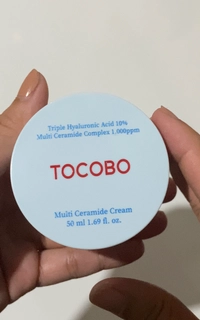 Triple Hyaluronic Acid 10%
Multi Ceramide Complex 1,000ppm
TOCOBO
Multi Ceramide Cream
50 ml 1.69 fl. oz.